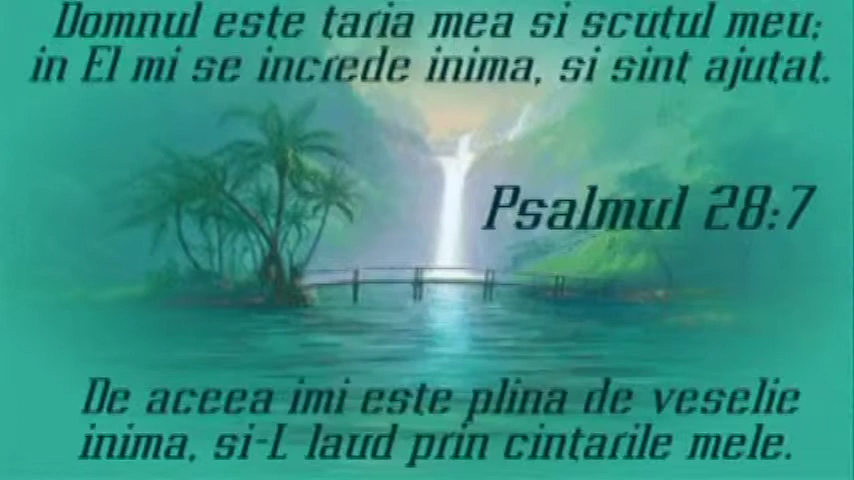 Domnul este taria mea si scutul meu;
in El mi se increde inima, si sint ajutat.
Psalmul 28:7
De aceea imi este plina de veselie
inima, si-L laud prin cintarile mele.